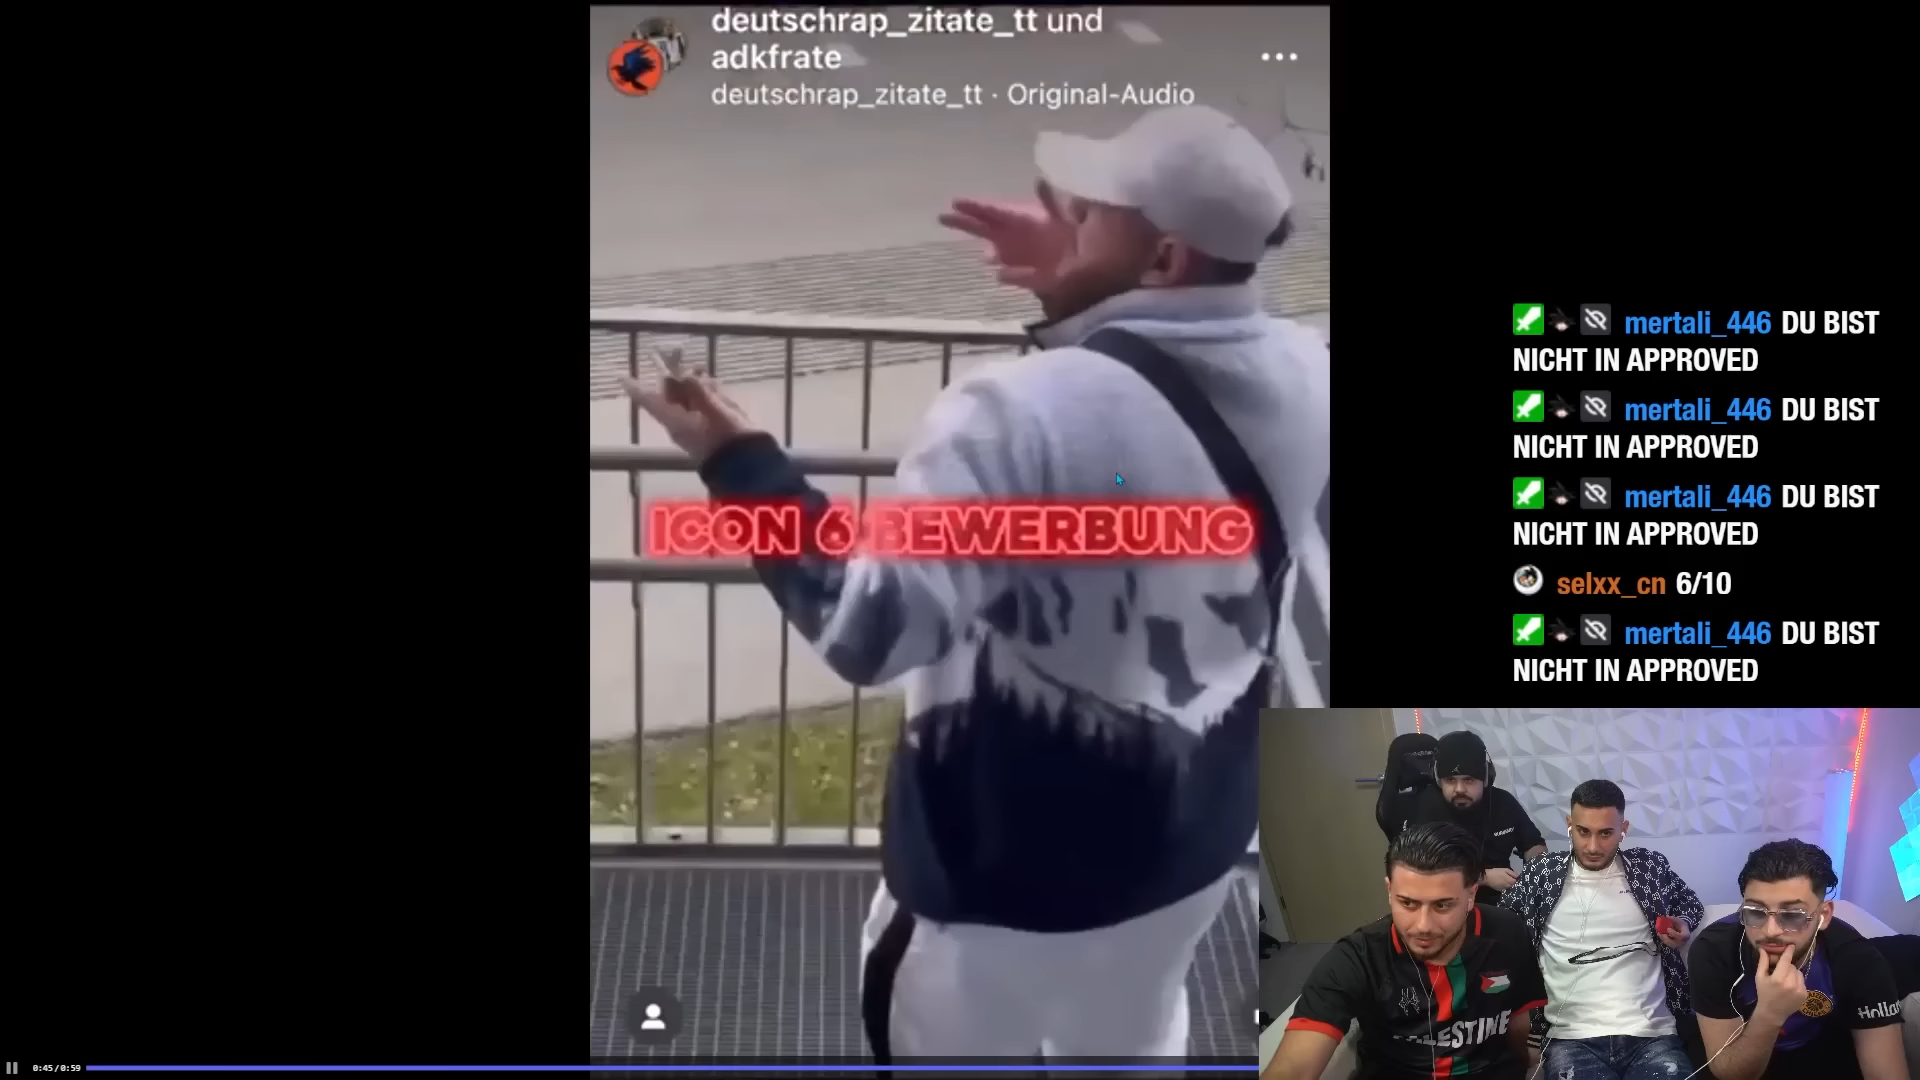 deutschrap_zitate_tt und
adkfrate
deutschrap_zitate_tt · Original-Audio
ICON 6 BEWERBUNG
mertali_446 DU BIST
NICHT IN APPROVED
mertali_446 DU BIST
NICHT IN APPROVED
mertali_446 DU BIST
NICHT IN APPROVED
selxx_cn 6/10
mertali_446 DU BIST
NICHT IN APPROVED
0:45/0:59